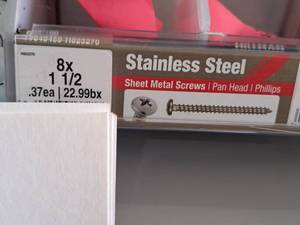 8x
1 1/2
.37ea | 22.99bx
Stainless Steel
Sheet Metal Screws | Pan Head | Phillips